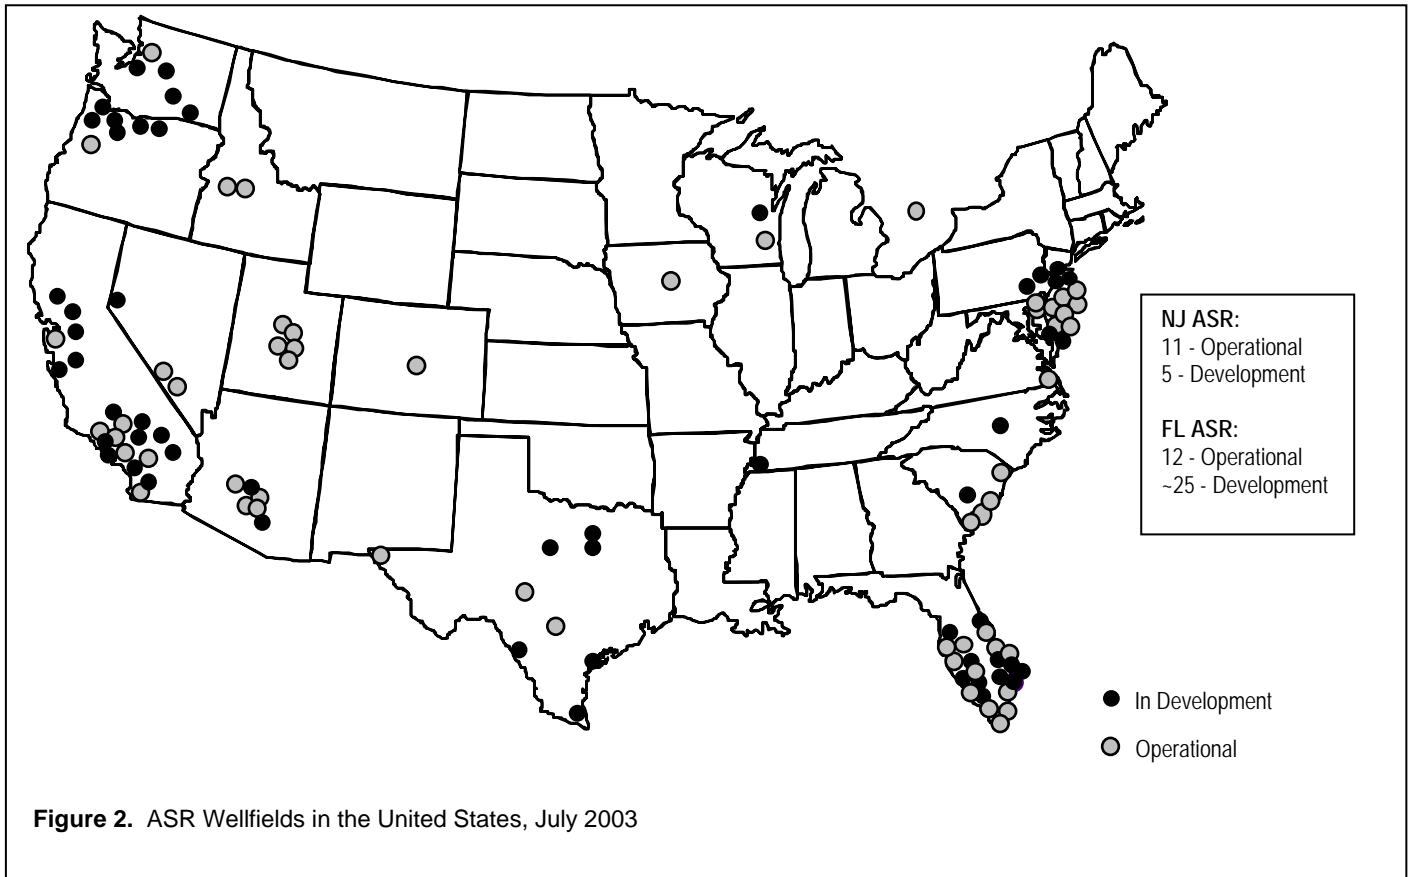 NJ ASR:
11 - Operational
5 - Development
FL ASR:
12 - Operational
~25 - Development
In Development
Operational
Figure 2. ASR Wellfields in the United States, July 2003